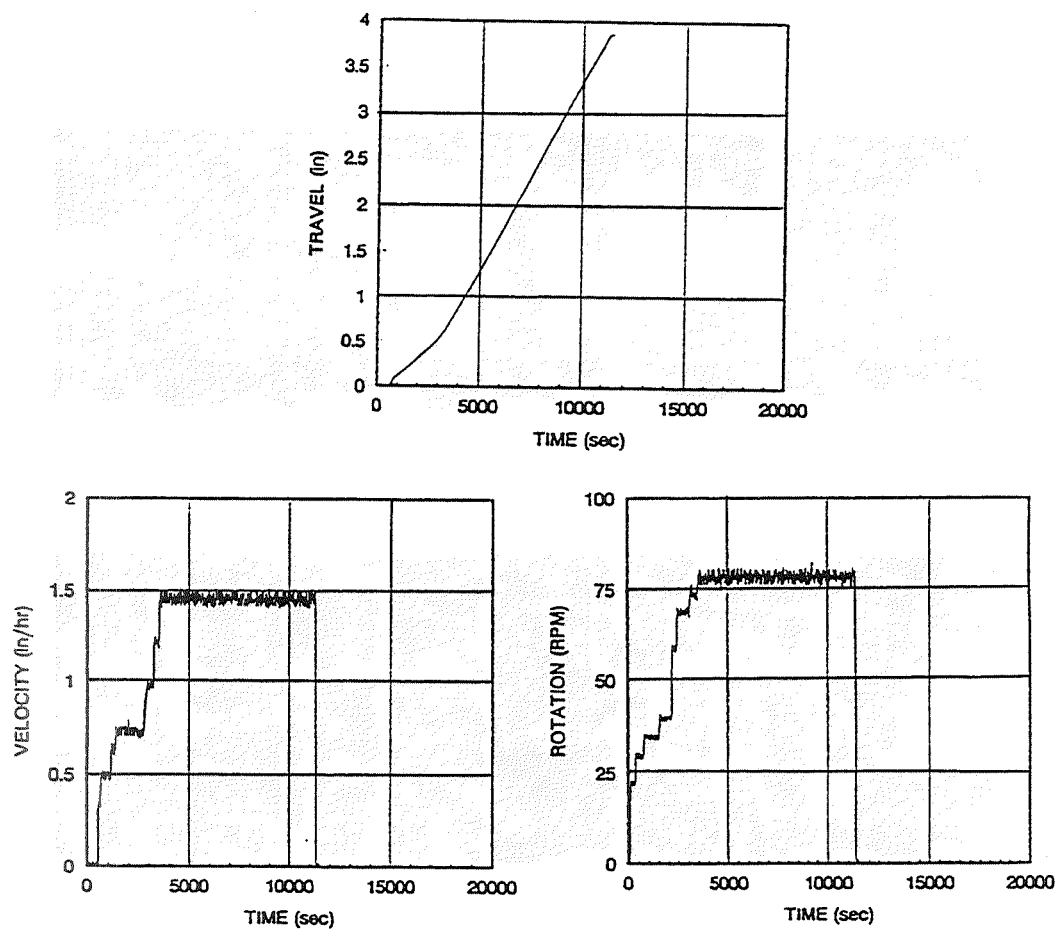 4
3.5
3
2.5
2
1.5
1
0.5
0
TRAVEL (in)
0 5000 10000 15000 20000
TIME (sec)
2
1.5
1
0.5
0
VELOCITY (in/hr)
0 5000 10000 15000 20000
TIME (sec)
100
75
50
25
0
ROTATION (RPM)
0 5000 10000 15000 20000
TIME (sec)